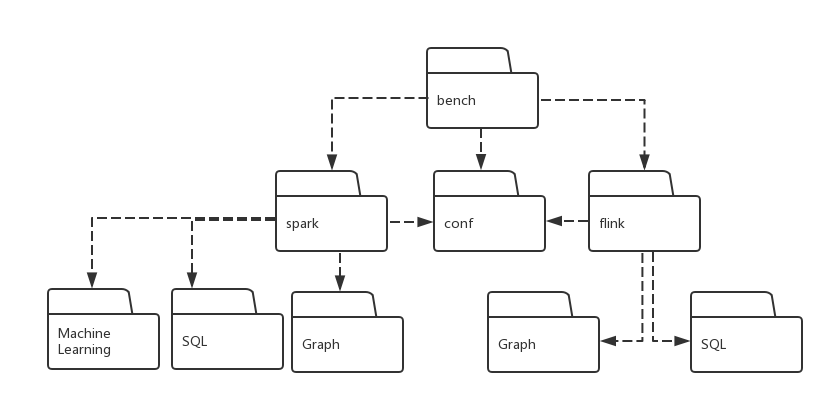 bench
spark
conf
flink
Machine
Learning
SQL
Graph
Graph
SQL